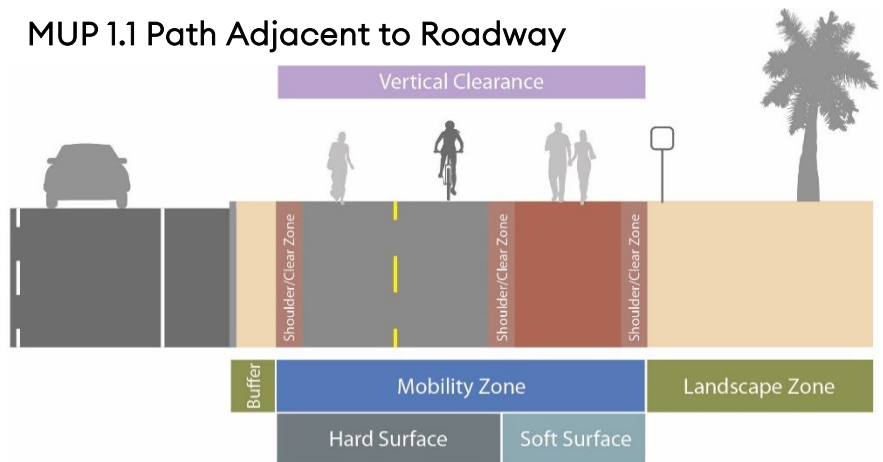 MUP 1.1 Path Adjacent to Roadway
Vertical Clearance
Shoulder/Clear Zone
Shoulder/Clear Zone
Shoulder/Clear Zone
Buffer
Mobility Zone
Landscape Zone
Hard Surface
Soft Surface